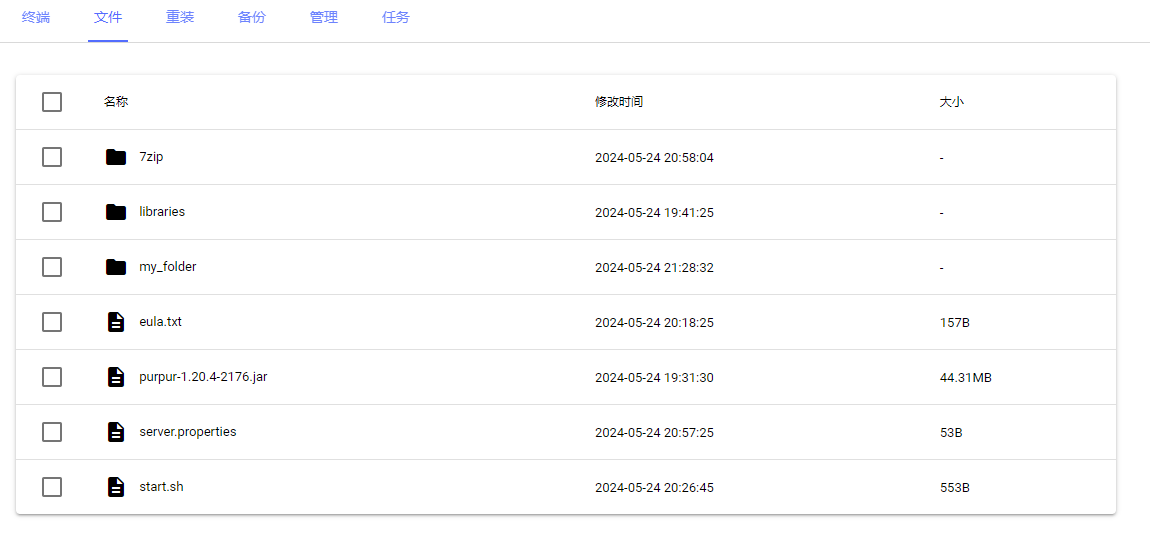 终端 文件 重装 备份 管理 任务
名称 修改时间 大小
7zip 2024-05-24 20:58:04 -
libraries 2024-05-24 19:41:25 -
my_folder 2024-05-24 21:28:32 -
eula.txt 2024-05-24 20:18:25 157B
purpur-1.20.4-2176.jar 2024-05-24 19:31:30 44.31MB
server.properties 2024-05-24 20:57:25 53B
start.sh 2024-05-24 20:26:45 553B